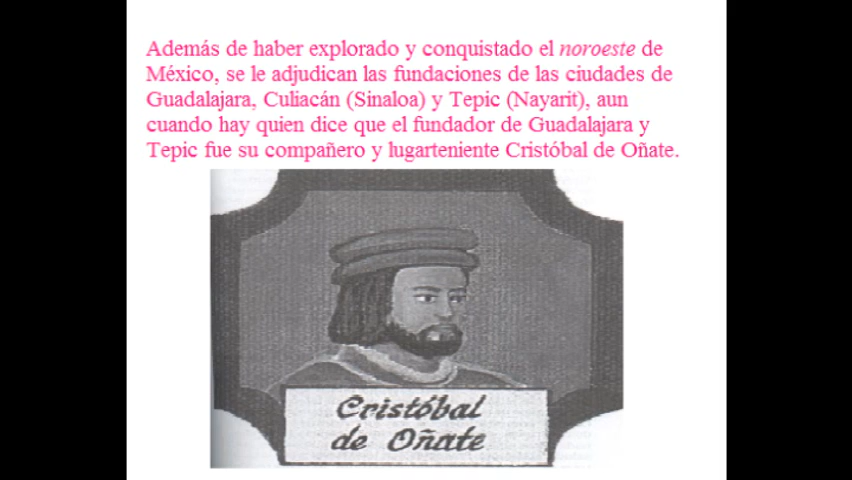 Además de haber explorado y conquistado el noroeste de
México, se le adjudican las fundaciones de las ciudades de
Guadalajara, Culiacán (Sinaloa) y Tepic (Nayarit), aun
cuando hay quien dice que el fundador de Guadalajara y
Tepic fue su compañero y lugarteniente Cristóbal de Oñate.
Cristóbal
de Oñate